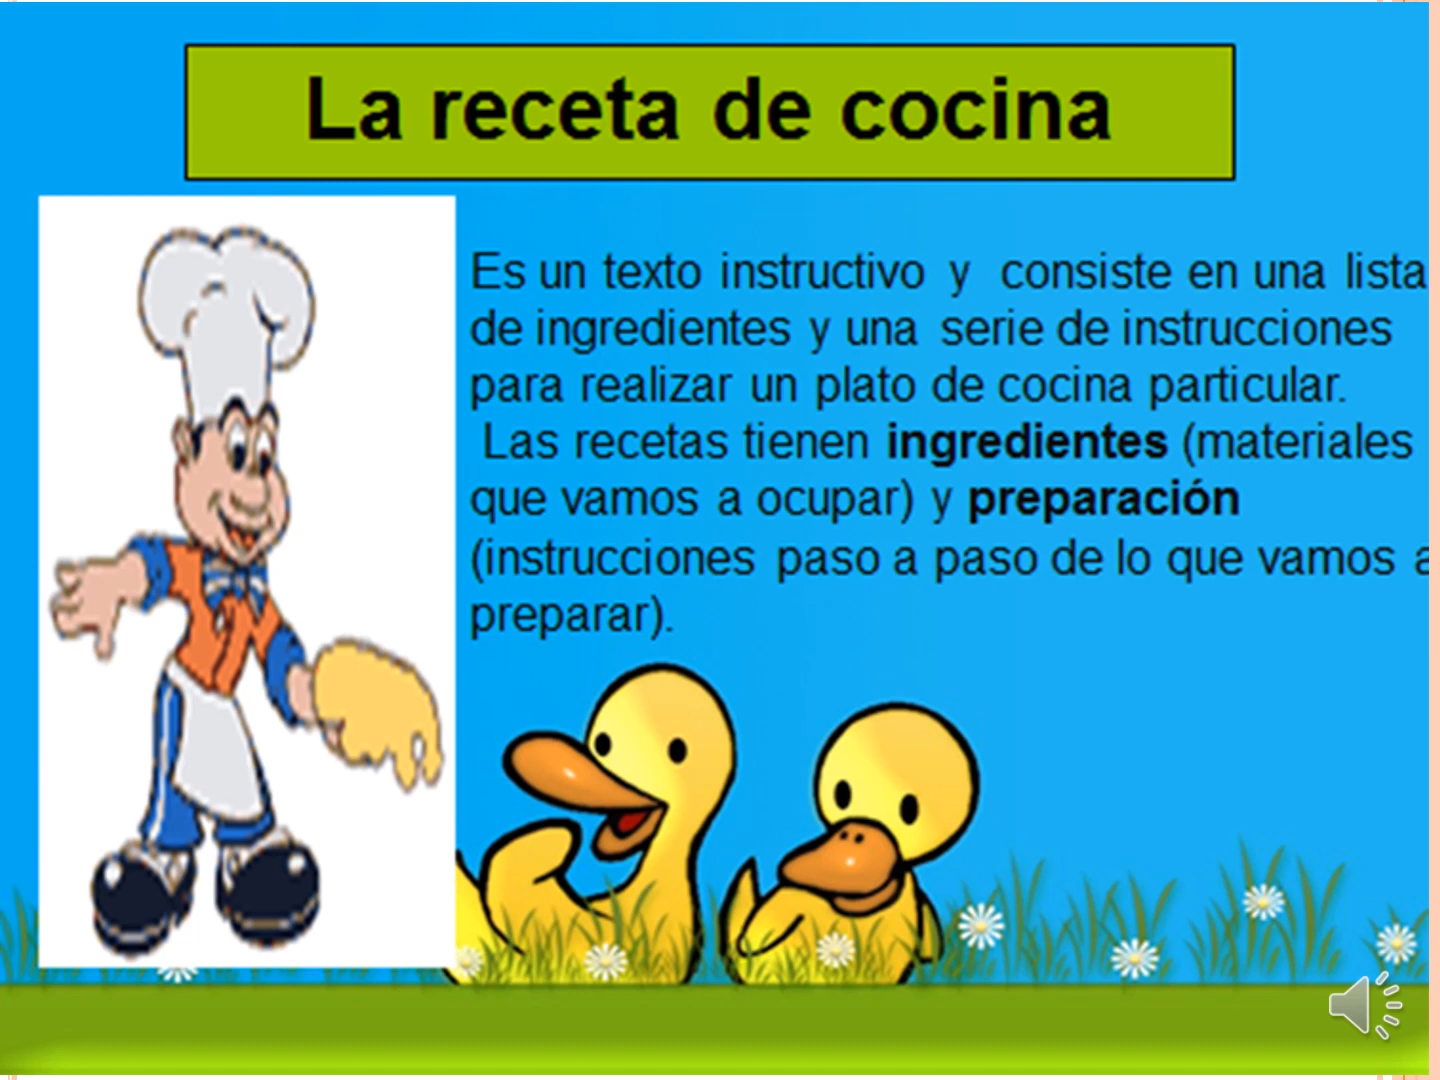 La receta de cocina
Es un texto instructivo y consiste en una lista
de ingredientes y una serie de instrucciones
para realizar un plato de cocina particular.
Las recetas tienen ingredientes (materiales
que vamos a ocupar) y preparación
(instrucciones paso a paso de lo que vamos a
preparar).